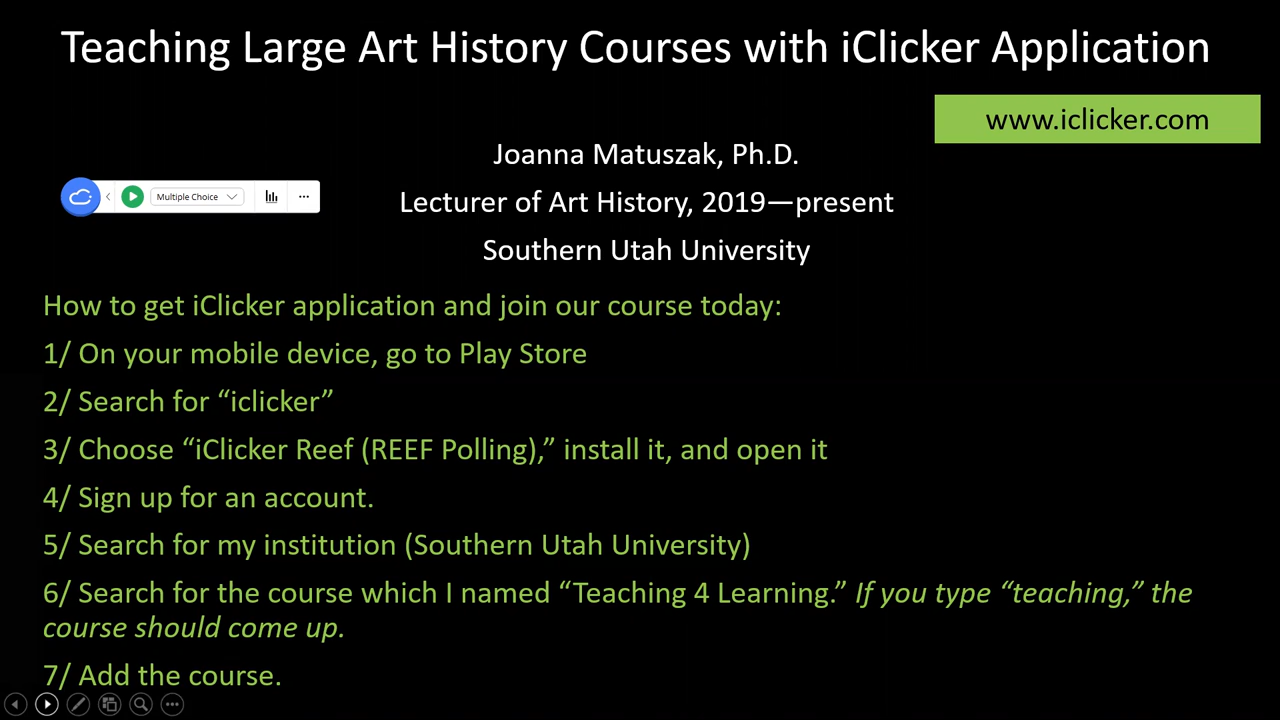 Teaching Large Art History Courses with iClicker Application
www.iclicker.com
Joanna Matuszak, Ph.D.
Multiple Choice
Lecturer of Art History, 2019—present
Southern Utah University
How to get iClicker application and join our course today:
1/ On your mobile device, go to Play Store
2/ Search for “iclicker”
3/ Choose “iClicker Reef (REEF Polling),” install it, and open it
4/ Sign up for an account.
5/ Search for my institution (Southern Utah University)
6/ Search for the course which I named “Teaching 4 Learning.” If you type “teaching,” the
course should come up.
7/ Add the course.